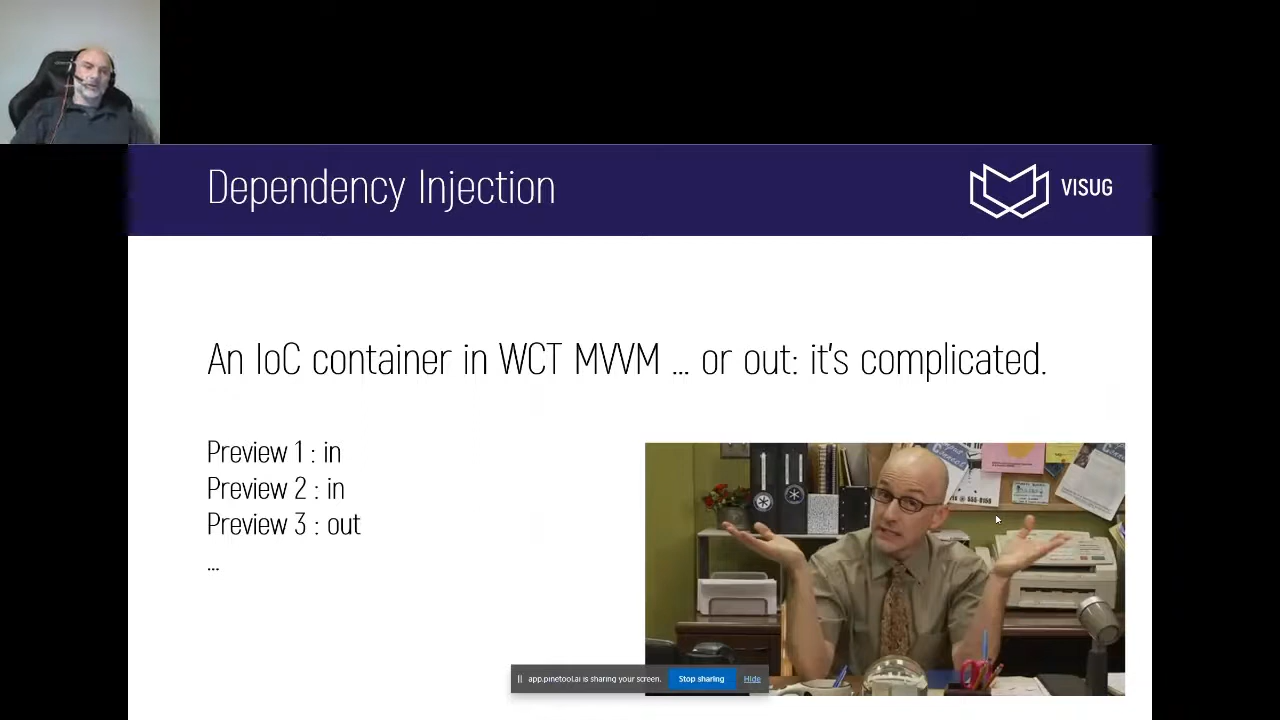 Dependency Injection
VISUG
An IoC container in WCT MVVM ... or out: it's complicated.
Preview 1 : in
Preview 2 : in
Preview 3 : out
...
app.pinetool.ai is sharing your screen.
Stop sharing
Hide